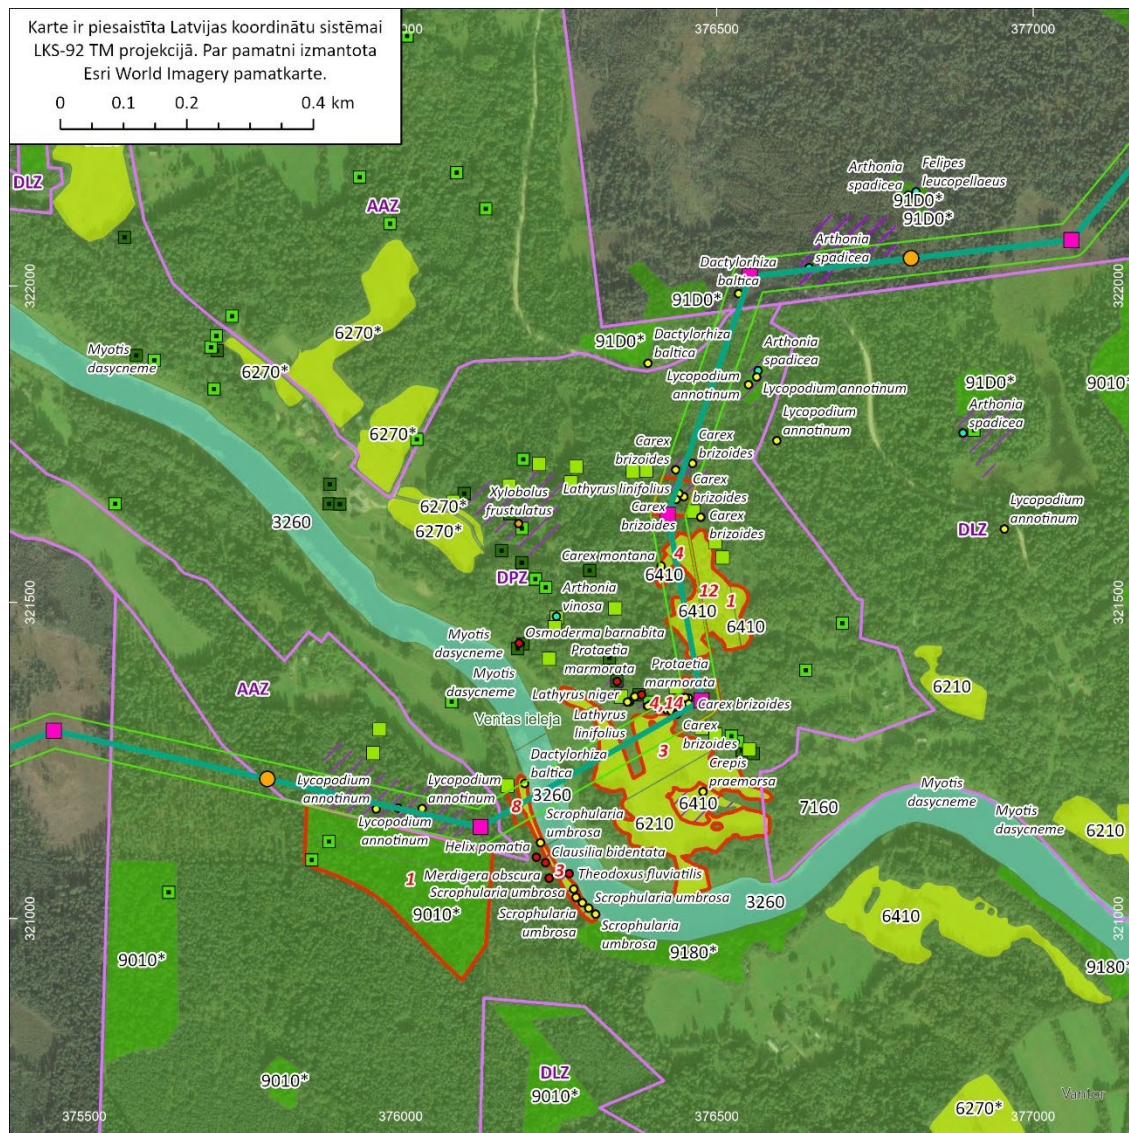 Karte ir piesaistīta Latvijas koordinātu sistēmai
LKS-92 TM projekcijā. Par pamatni izmantota
Esri World Imagery pamatkarte.
0 0.1 0.2 0.4 km
376500
377000
DLZ
AAZ
Arthonia
spadicea
Felipes
leucopellaeus
91D0*
91D0*
Arthonia
spadicea
Dactylorhiza
baltica
91D0*
322000
322000
6270*
91D0*
Dactylorhiza
baltica
Myotis
dasycneme
6270*
Arthonia
spadicea
Lycopodium
annotinum
Lycopodium annotinum
91D0*
9010*
Arthonia
spadicea
6270*
Lycopodium
annotinum
Carex
brizoides
Carex
brizoides
Lathyrus linifolius
Carex
brizoides
Xylobolus
frustulatus
6270*
6270*
3260
Carex
brizoides
Carex
brizoides
Lycopodium
annotinum
DLZ
Carex montana
4
6410
DPZ
12
1
6410
6410
321500
321500
Arthonia
vinosa
Osmoderma barnabita
Myotis
dasycneme
Protaetia
marmorata
Protaetia
marmorata
Myotis
dasycneme
AAZ
Lathyrus niger
4,14
Carex brizoides
6210
Ventas ieleja
Lathyrus
linifolius
Carex
brizoides
3
Dactylorhiza
baltica
Crepis
praemorsa
Lycopodium
annotinum
Lycopodium
annotinum
3260
6410
7160
Myotis
dasycneme
8
Scrophularia
umbrosa
6210
Myotis
dasycneme
6210
Lycopodium
annotinum
Helix pomatia
Clausilia bidentata
1
Merdigera obscura
3
Theodoxus fluviatilis
Scrophularia umbrosa
Scrophularia umbrosa
9010*
Scrophularia
umbrosa
Scrophularia
umbrosa
3260
6410
321000
321000
9010*
9180*
9180*
9010*
DLZ
9010*
Vantor
6270*
375500
376000
376500
377000